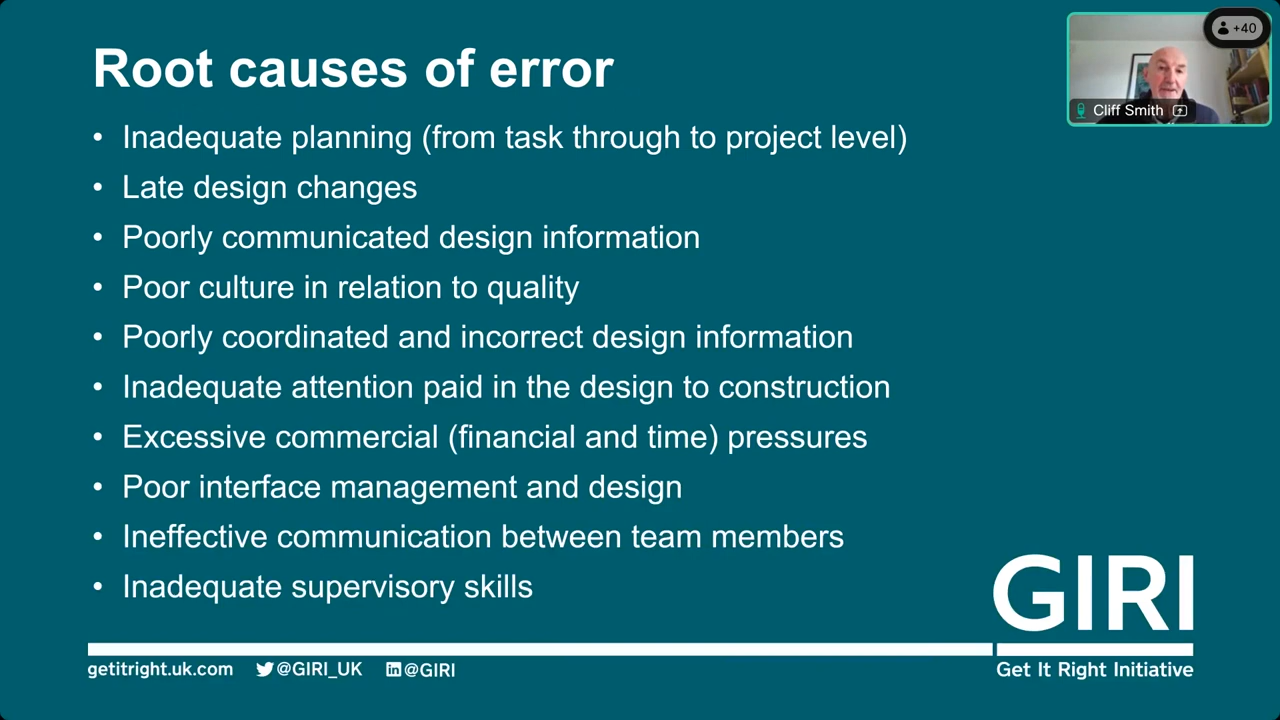 Root causes of error
• Inadequate planning (from task through to project level)
• Late design changes
• Poorly communicated design information
• Poor culture in relation to quality
• Poorly coordinated and incorrect design information
• Inadequate attention paid in the design to construction
• Excessive commercial (financial and time) pressures
• Poor interface management and design
• Ineffective communication between team members
• Inadequate supervisory skills
+40
Cliff Smith
GIRI
Get It Right Initiative
getitright.uk.com @GIRI_UK in @GIRI